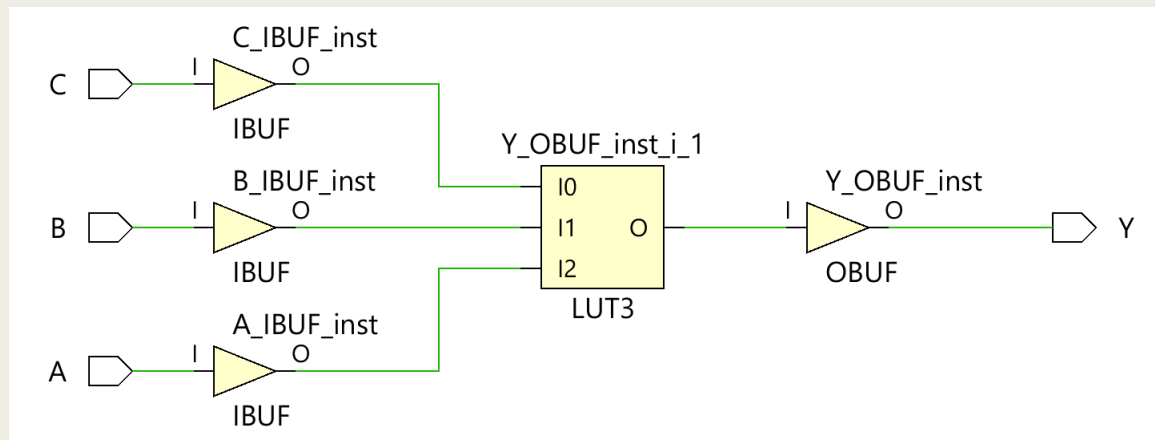 C_IBUF_inst
C
I
O
IBUF
Y_OBUF_inst_i_1
B_IBUF_inst
I0
Y_OBUF_inst
B
I
O
I1
O
I
O
Y
IBUF
I2
OBUF
LUT3
A_IBUF_inst
A
I
O
IBUF